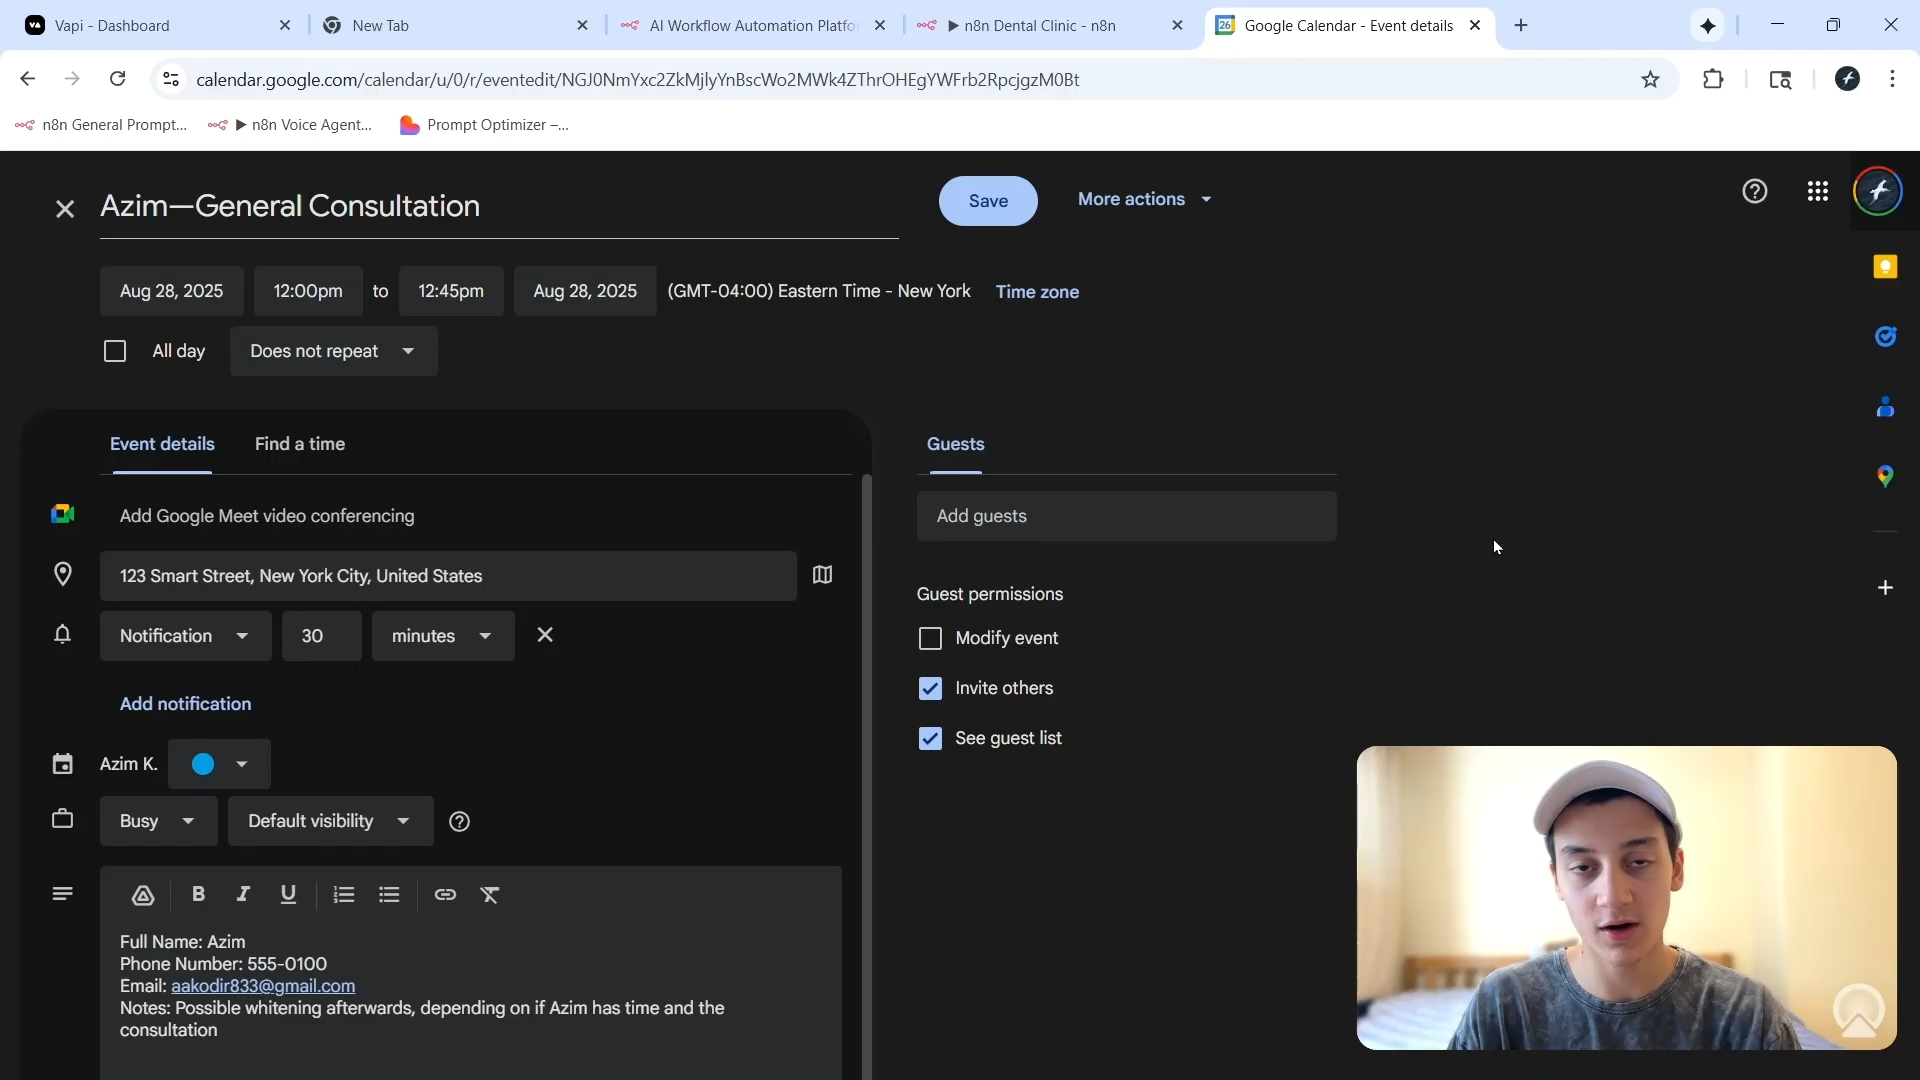 Vapi - Dashboard
New Tab
AI Workflow Automation Platfo
▶ n8n Dental Clinic - n8n
26
Google Calendar - Event details
calendar.google.com/calendar/u/0/r/eventedit/NGJ0NmYxc2ZkMjlyYnBscWo2MWk4ZThrOHEgYWFrb2RpcjgzM0Bt
n8n General Prompt...
▶ n8n Voice Agent...
Prompt Optimizer –...
Azim—General Consultation
Save
More actions
Aug 28, 2025
12:00pm
to
12:45pm
Aug 28, 2025
(GMT-04:00) Eastern Time - New York
Time zone
All day
Does not repeat
Event details
Find a time
Guests
Add Google Meet video conferencing
Add guests
123 Smart Street, New York City, United States
Guest permissions
Notification
30
minutes
Modify event
Invite others
Add notification
See guest list
Azim K.
Busy
Default visibility
B I U
Full Name: Azim
Phone Number: 555-0100
Email: aakodir833@gmail.com
Notes: Possible whitening afterwards, depending on if Azim has time and the
consultation